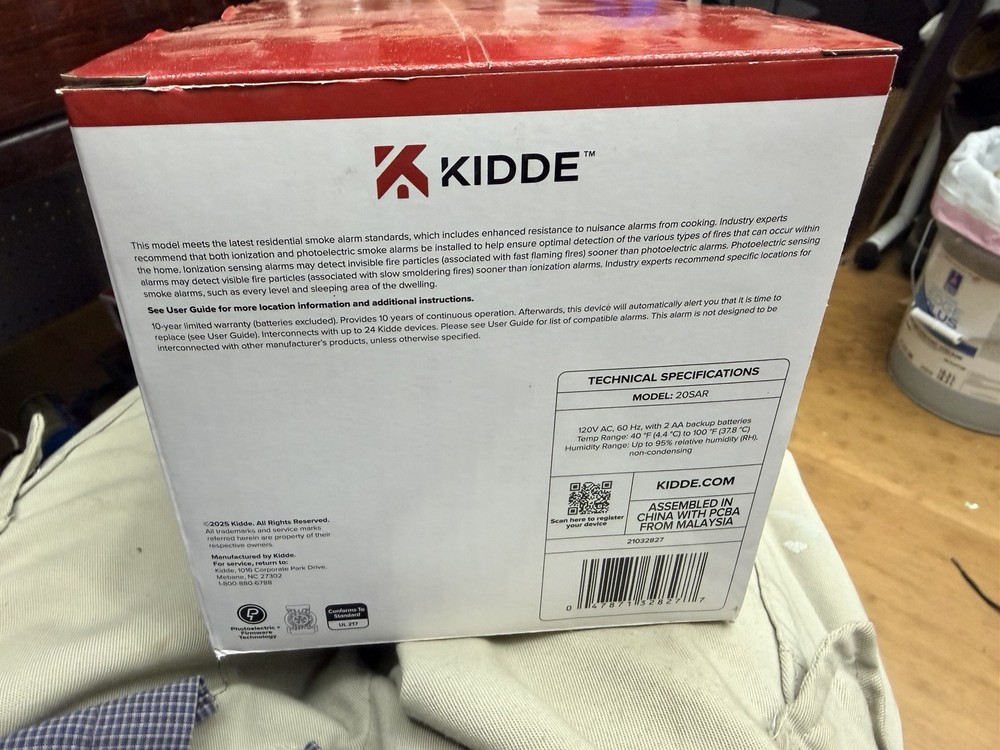 KIDDE™
This model meets the latest residential smoke alarm standards, which includes enhanced resistance to nuisance alarms from cooking. Industry experts
recommend that both ionization and photoelectric smoke alarms be installed to help ensure optimal detection of the various types of fires that can occur within
the home. Ionization sensing alarms may detect invisible fire particles (associated with fast flaming fires) sooner than photoelectric alarms. Photoelectric sensing
alarms may detect visible fire particles (associated with slow smoldering fires) sooner than ionization alarms. Industry experts recommend specific locations for
smoke alarms, such as every level and sleeping area of the dwelling.
See User Guide for more location information and additional instructions.
10-year limited warranty (batteries excluded). Provides 10 years of continuous operation. Afterwards, this device will automatically alert you that it is time to
replace (see User Guide). Interconnects with up to 24 Kidde devices. Please see User Guide for list of compatible alarms. This alarm is not designed to be
interconnected with other manufacturer's products, unless otherwise specified.
TECHNICAL SPECIFICATIONS
MODEL: 20SAR
120V AC, 60 Hz, with 2 AA backup batteries
Temp Range: 40 °F (4.4 °C) to 100 °F (37.8 °C)
Humidity Range: Up to 95% relative humidity (RH),
non-condensing
Scan here to register
your device
KIDDE.COM
ASSEMBLED IN
CHINA WITH PCBA
FROM MALAYSIA
21032827
0 47871 32827 7
©2025 Kidde. All Rights Reserved.
All trademarks and service marks
referred herein are property of their
respective owners.
Manufactured by Kidde.
For service, return to:
Kidde, 1016 Corporate Park Drive,
Mebane, NC 27302
1-800-880-6788
Photoelectric +
Firmware
Technology
Conforms To
Standard
UL 217